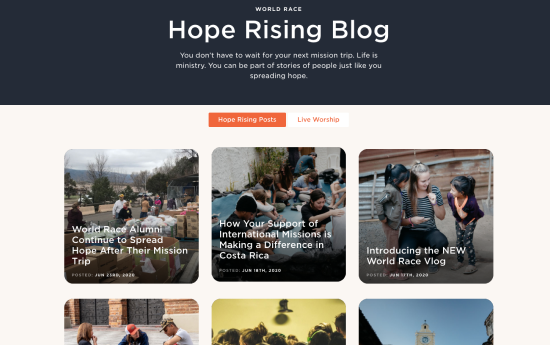 WORLD RACE
Hope Rising Blog
You don't have to wait for your next mission trip. Life is
ministry. You can be part of stories of people just like you
spreading hope.
Hope Rising Posts
Live Worship
World Race Alumni
Continue to Spread
Hope After Their Mission
Trip
POSTED: JUN 23RD, 2020
How Your Support of
International Missions is
Making a Difference in
Costa Rica
POSTED: JUN 18TH, 2020
Introducing the NEW
World Race Vlog
POSTED: JUN 17TH, 2020